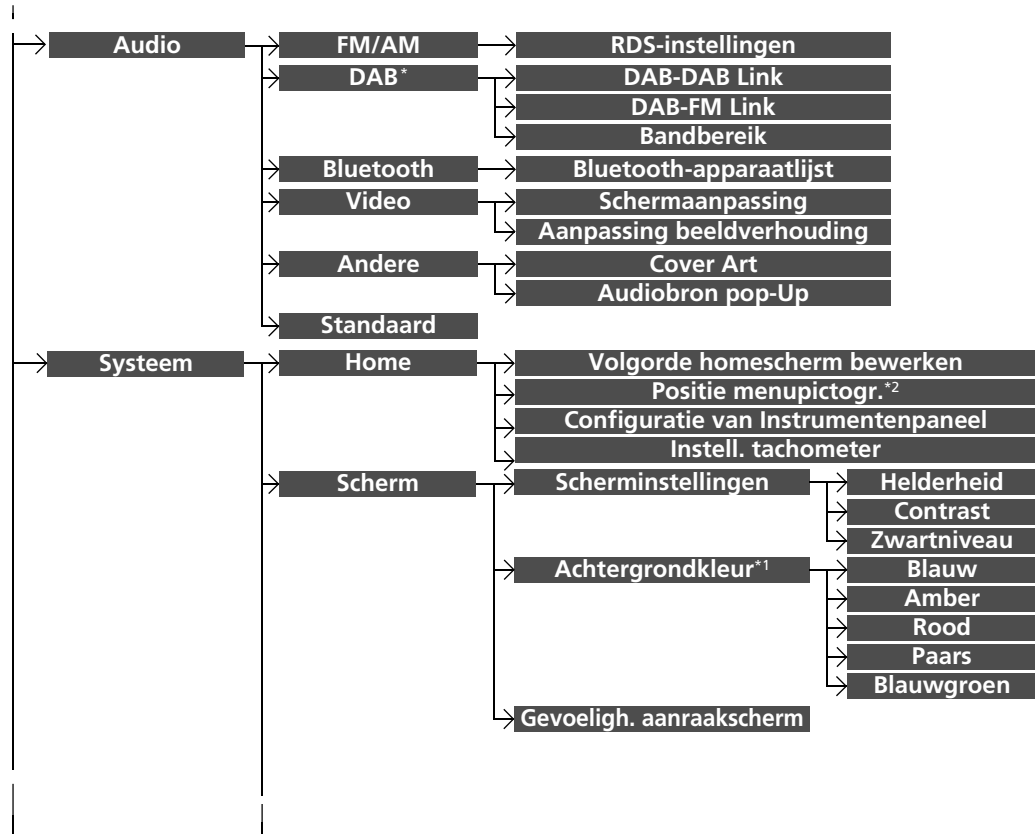 Audio
FM/AM
RDS-instellingen
DAB*
DAB-DAB Link
DAB-FM Link
Bandbereik
Bluetooth
Bluetooth-apparaatlijst
Video
Schermaanpassing
Aanpassing beeldverhouding
Andere
Cover Art
Audiobron pop-Up
Standaard
Systeem
Home
Volgorde homescherm bewerken
Positie menupictogr.*2
Configuratie van Instrumentenpaneel
Instell. tachometer
Scherm
Scherminstellingen
Helderheid
Contrast
Zwartniveau
Achtergrondkleur*1
Blauw
Amber
Rood
Paars
Blauwgroen
Gevoeligh. aanraakscherm